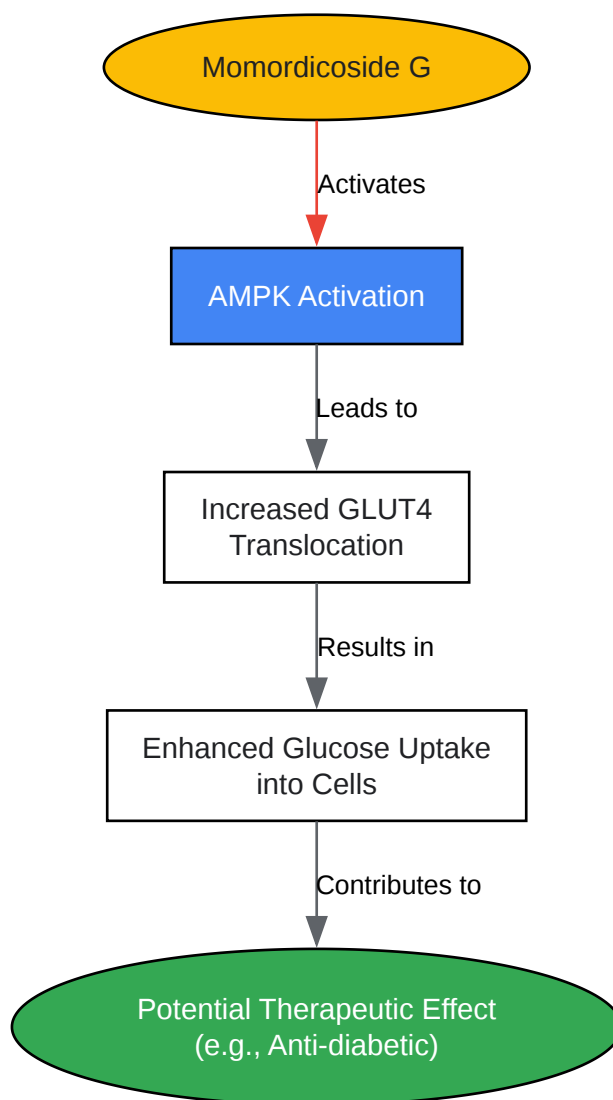 Momordicoside G
Activates
AMPK Activation
Leads to
Increased GLUT4
Translocation
Results in
Enhanced Glucose Uptake
into Cells
Contributes to
Potential Therapeutic Effect
(e.g., Anti-diabetic)